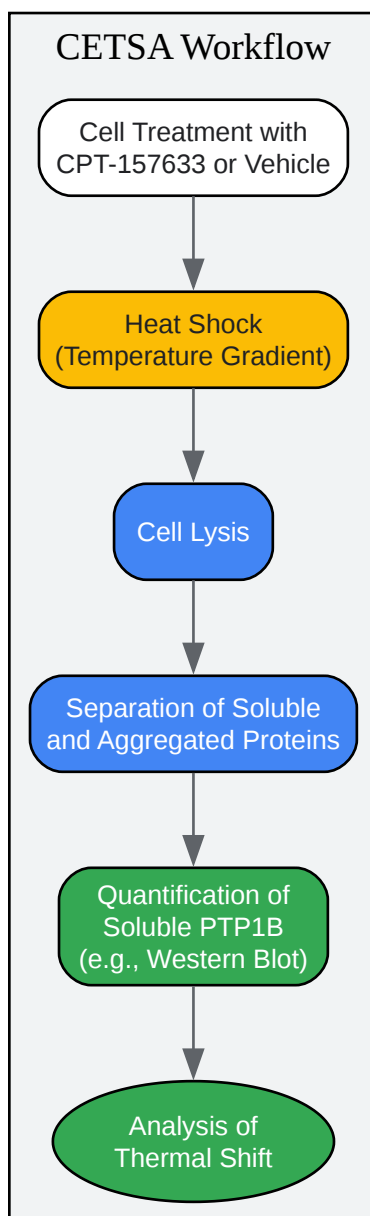 CETSA Workflow
Cell Treatment with
CPT-157633 or Vehicle
Heat Shock
(Temperature Gradient)
Cell Lysis
Separation of Soluble
and Aggregated Proteins
Quantification of
Soluble PTP1B
(e.g., Western Blot)
Analysis of
Thermal Shift